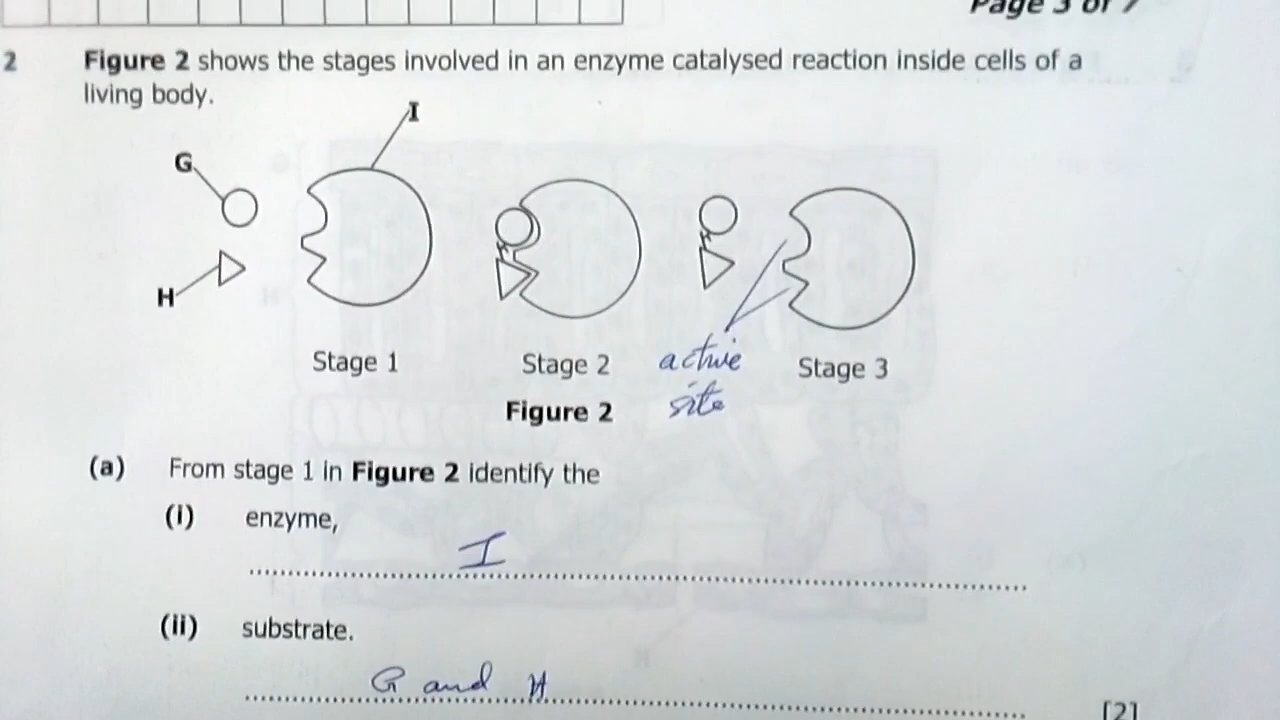 Page 3 of 7
2 Figure 2 shows the stages involved in an enzyme catalysed reaction inside cells of a
living body.
I
G
H
Stage 1 Stage 2 Stage 3
active
site
Figure 2
(a) From stage 1 in Figure 2 identify the
(i) enzyme,
I
(ii) substrate.
G and H
[2]